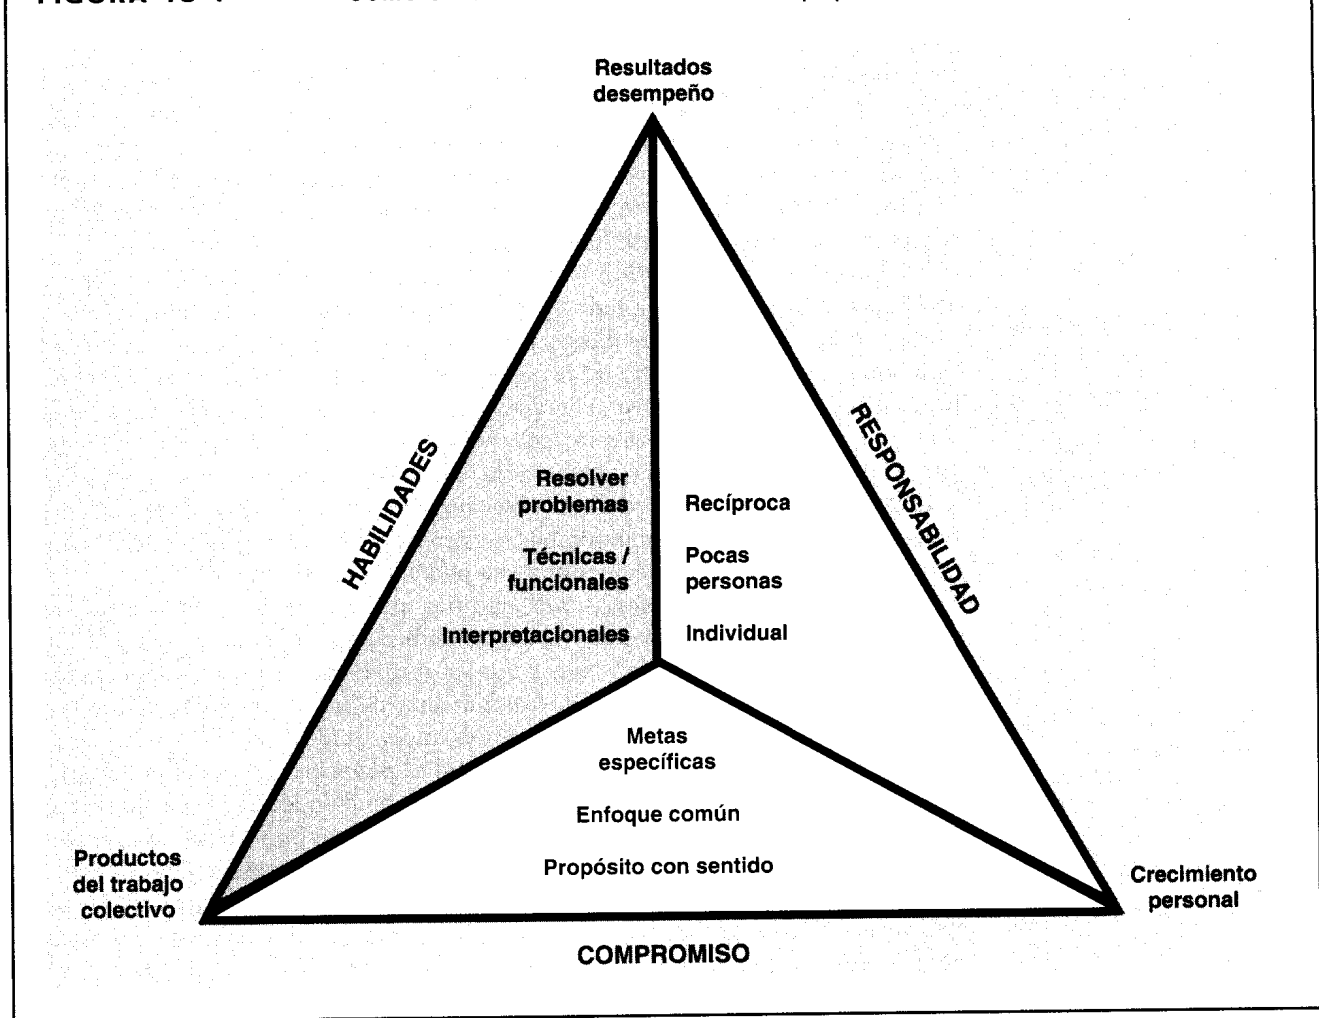 Resultados
desempeño
HABILIDADES
RESPONSABILIDAD
Resolver
problemas
Técnicas /
funcionales
Interpretacionales
Recíproca
Pocas
personas
Individual
Metas
específicas
Enfoque común
Propósito con sentido
Productos
del trabajo
colectivo
Crecimiento
personal
COMPROMISO